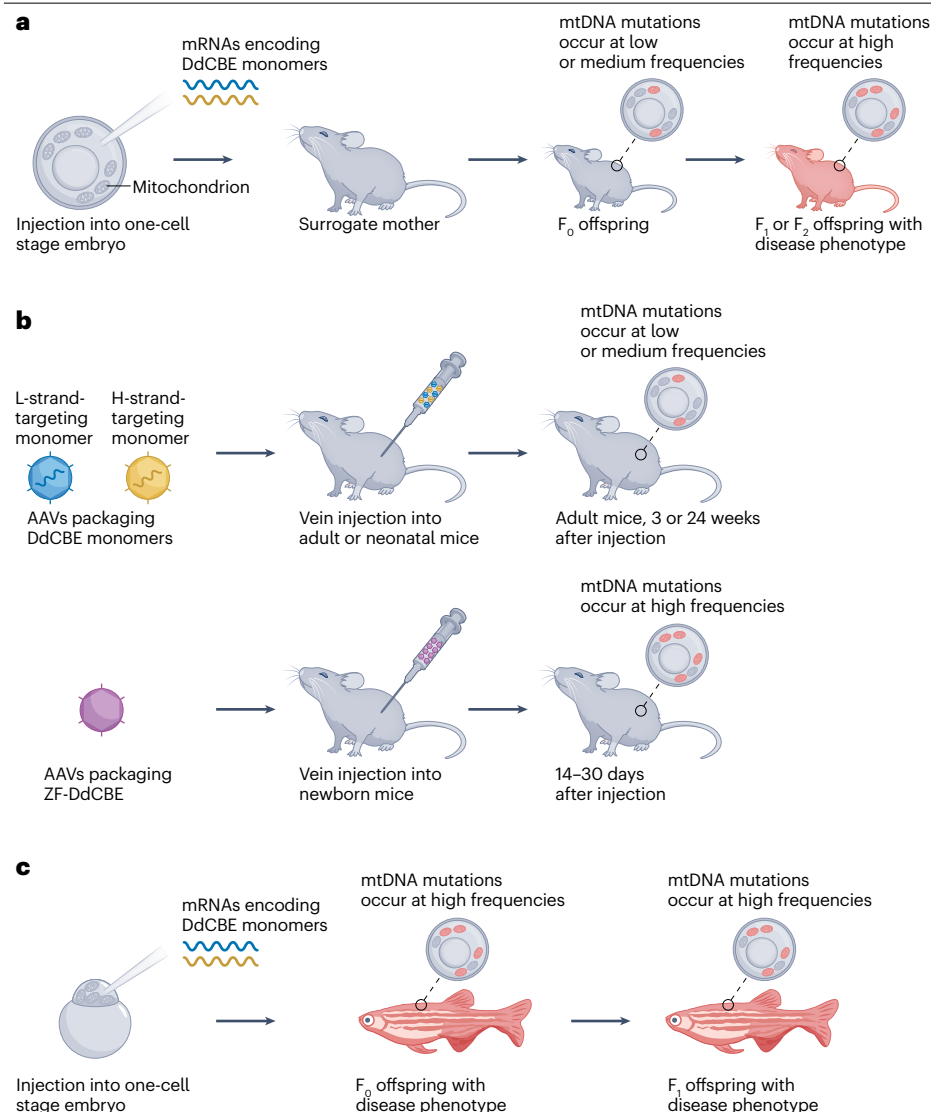 a
mRNAs encoding
DdCBE monomers
Mitochondrion
Injection into one-cell
stage embryo
Surrogate mother
mtDNA mutations
occur at low
or medium frequencies
F₀ offspring
mtDNA mutations
occur at high
frequencies
F₁ or F₂ offspring with
disease phenotype
b
L-strand-
targeting
monomer
H-strand-
targeting
monomer
AAVs packaging
DdCBE monomers
Vein injection into
adult or neonatal mice
mtDNA mutations
occur at low
or medium frequencies
Adult mice, 3 or 24 weeks
after injection
AAVs packaging
ZF-DdCBE
Vein injection into
newborn mice
mtDNA mutations
occur at high frequencies
14–30 days
after injection
c
mRNAs encoding
DdCBE monomers
Injection into one-cell
stage embryo
mtDNA mutations
occur at high frequencies
F₀ offspring with
disease phenotype
mtDNA mutations
occur at high frequencies
F₁ offspring with
disease phenotype